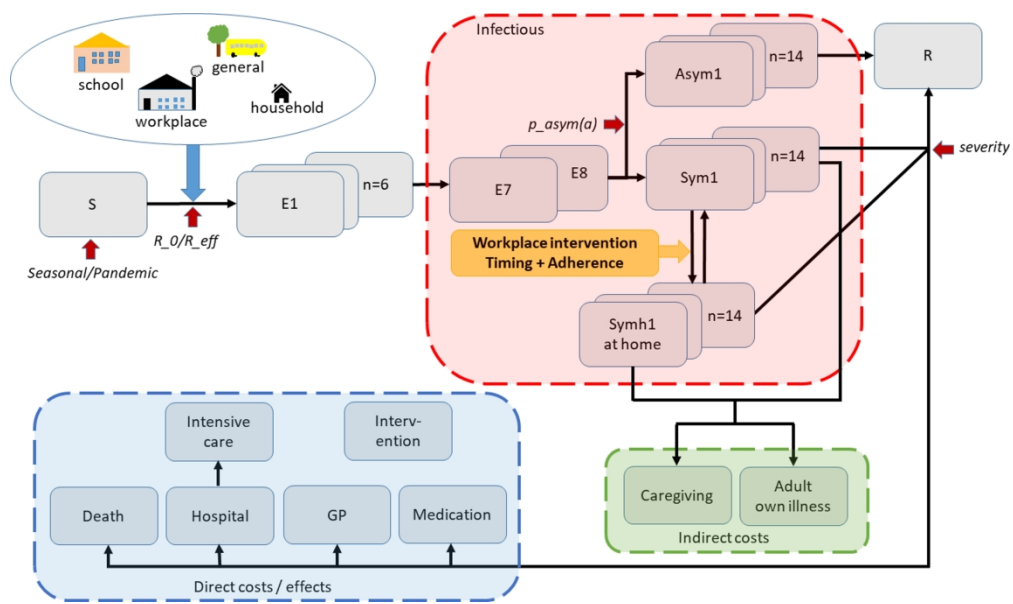 Infectious
school
general
workplace
household
S
R_0/R_eff
Seasonal/Pandemic
E1
n=6
E7
E8
p_asym(a)
Asym1
n=14
R
Sym1
n=14
severity
Workplace intervention
Timing + Adherence
Symh1
at home
n=14
Intensive
care
Interv-
ention
Death
Hospital
GP
Medication
Direct costs / effects
Caregiving
Adult
own illness
Indirect costs